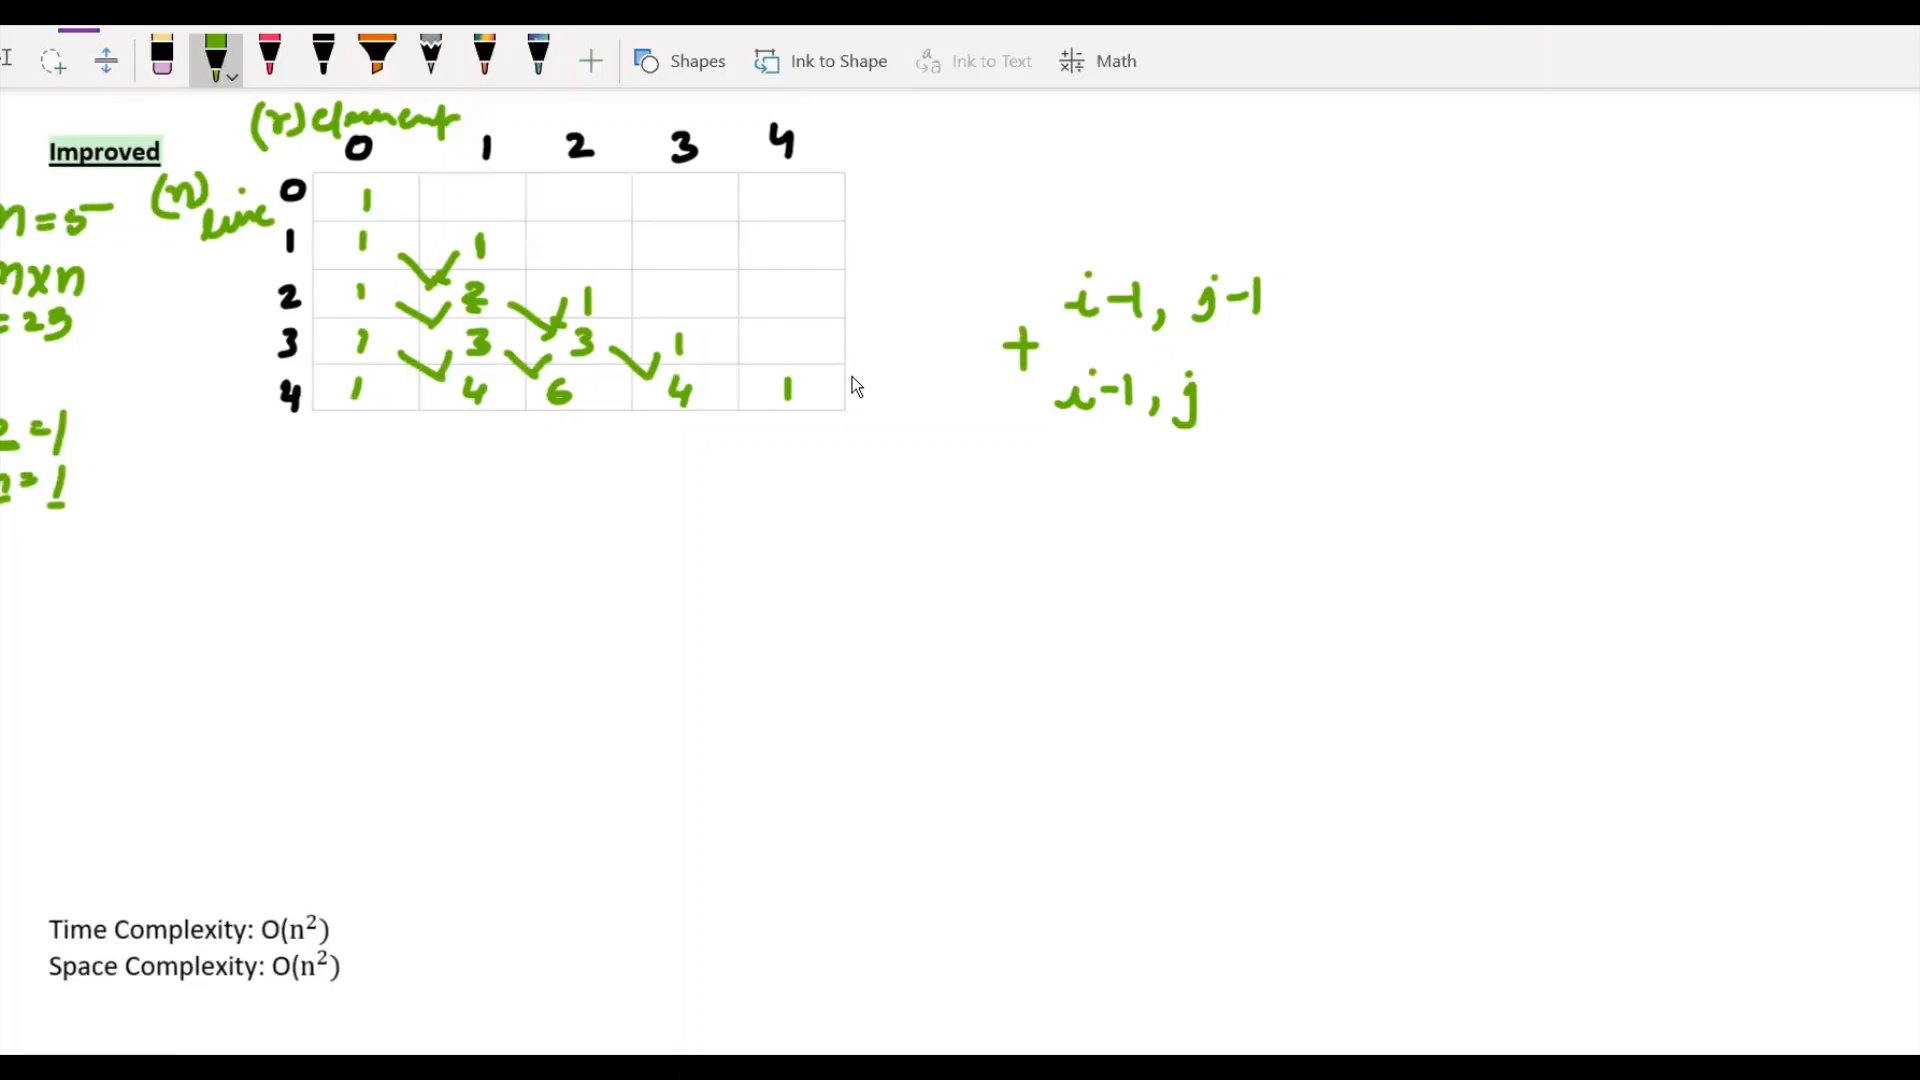 Shapes Ink to Shape Ink to Text Math
(r) element
Improved
0 1 2 3 4
(n) line
n=5
n×n
=25
0 1
1 1 1
2 1 2 1
3 1 3 3 1
4 1 4 6 4 1
i-1, j-1
+
i-1, j
=1
=1
Time Complexity: O(n²)
Space Complexity: O(n²)